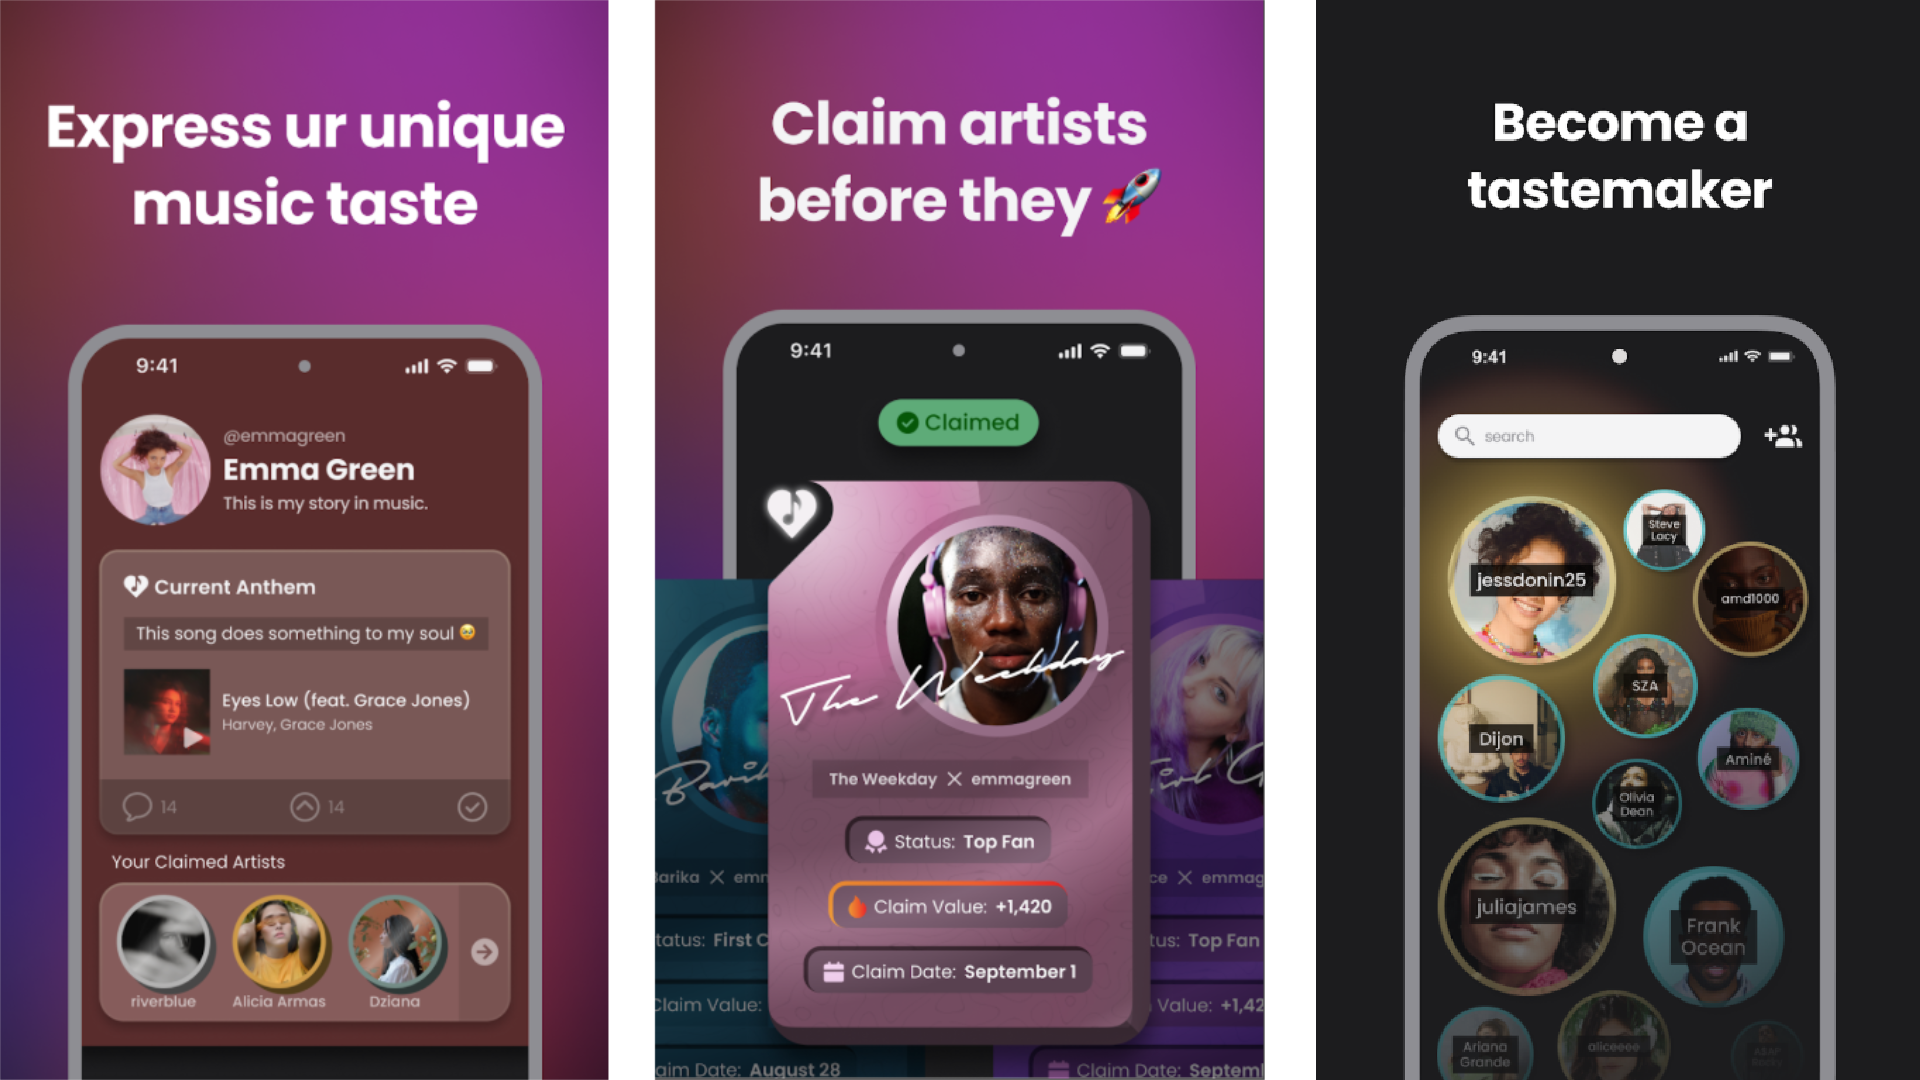 Express ur unique
music taste
9:41
@emmagreen
Emma Green
This is my story in music.
Current Anthem
This song does something to my soul 🥹
Eyes Low (feat. Grace Jones)
Harvey, Grace Jones
14
14
Your Claimed Artists
riverblue
Alicia Armas
Dziana
Claim artists
before they 🚀
9:41
Claimed
The Weekday
The Weekday X emmagreen
Status: Top Fan
Claim Value: +1,420
Claim Date: September 1
Barik
arika X emm
tatus: First C
Claim Value:
aim Date: August 28
irl G
ce X emmag
tus: Top Fan
Value: +1,42
Claim Date: Septeml
Become a
tastemaker
9:41
search
jessdonin25
Steve
Lacy
amd1000
SZA
Dijon
Aminé
Olivia
Dean
juliajames
Frank
Ocean
Ariana
Grande
aliceeee